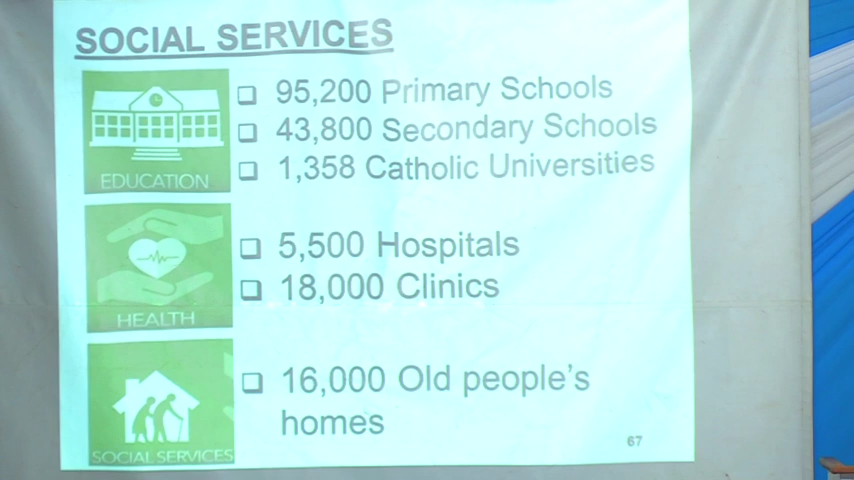 SOCIAL SERVICES
95,200 Primary Schools
43,800 Secondary Schools
1,358 Catholic Universities
EDUCATION
5,500 Hospitals
18,000 Clinics
HEALTH
16,000 Old people's
homes
SOCIAL SERVICES
67